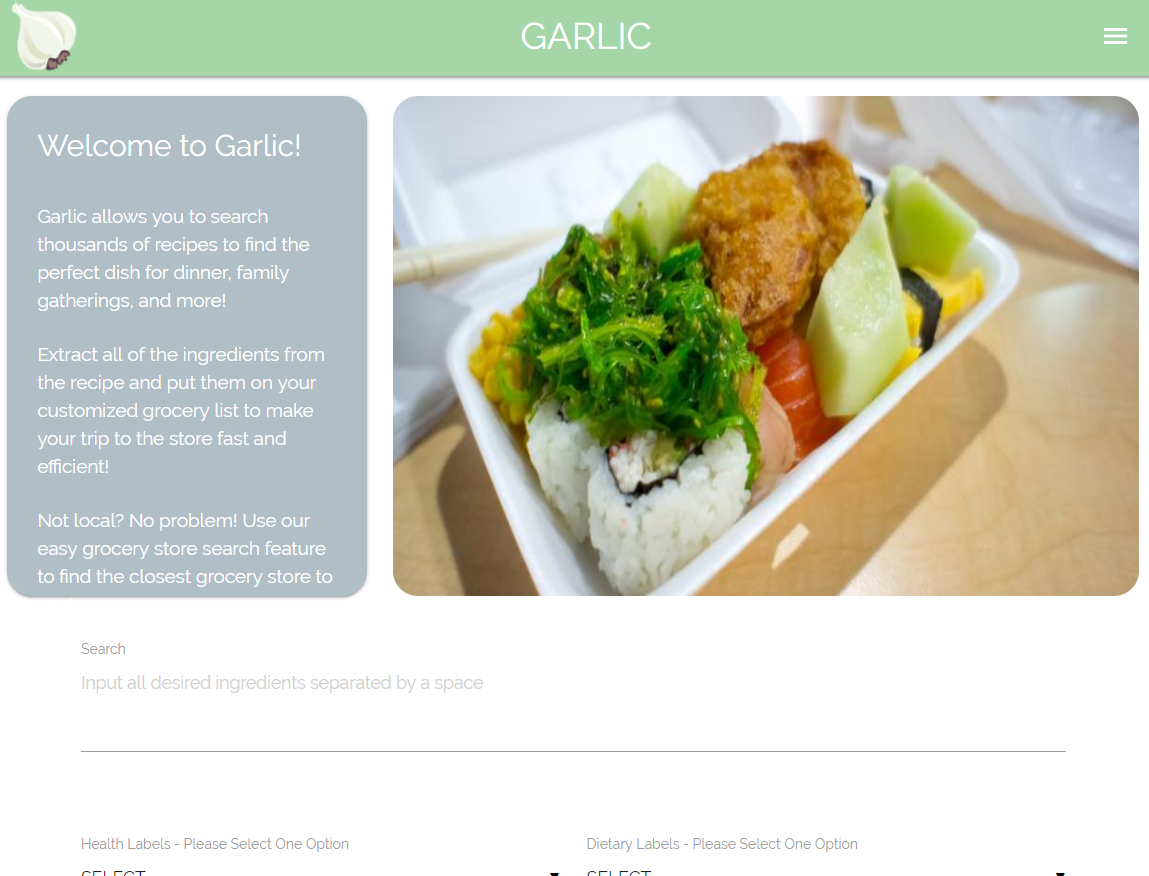 GARLIC
Welcome to Garlic!
Garlic allows you to search
thousands of recipes to find the
perfect dish for dinner, family
gatherings, and more!
Extract all of the ingredients from
the recipe and put them on your
customized grocery list to make
your trip to the store fast and
efficient!
Not local? No problem! Use our
easy grocery store search feature
to find the closest grocery store to
Search
Input all desired ingredients separated by a space
Health Labels - Please Select One Option
Dietary Labels - Please Select One Option
SELECT
SELECT